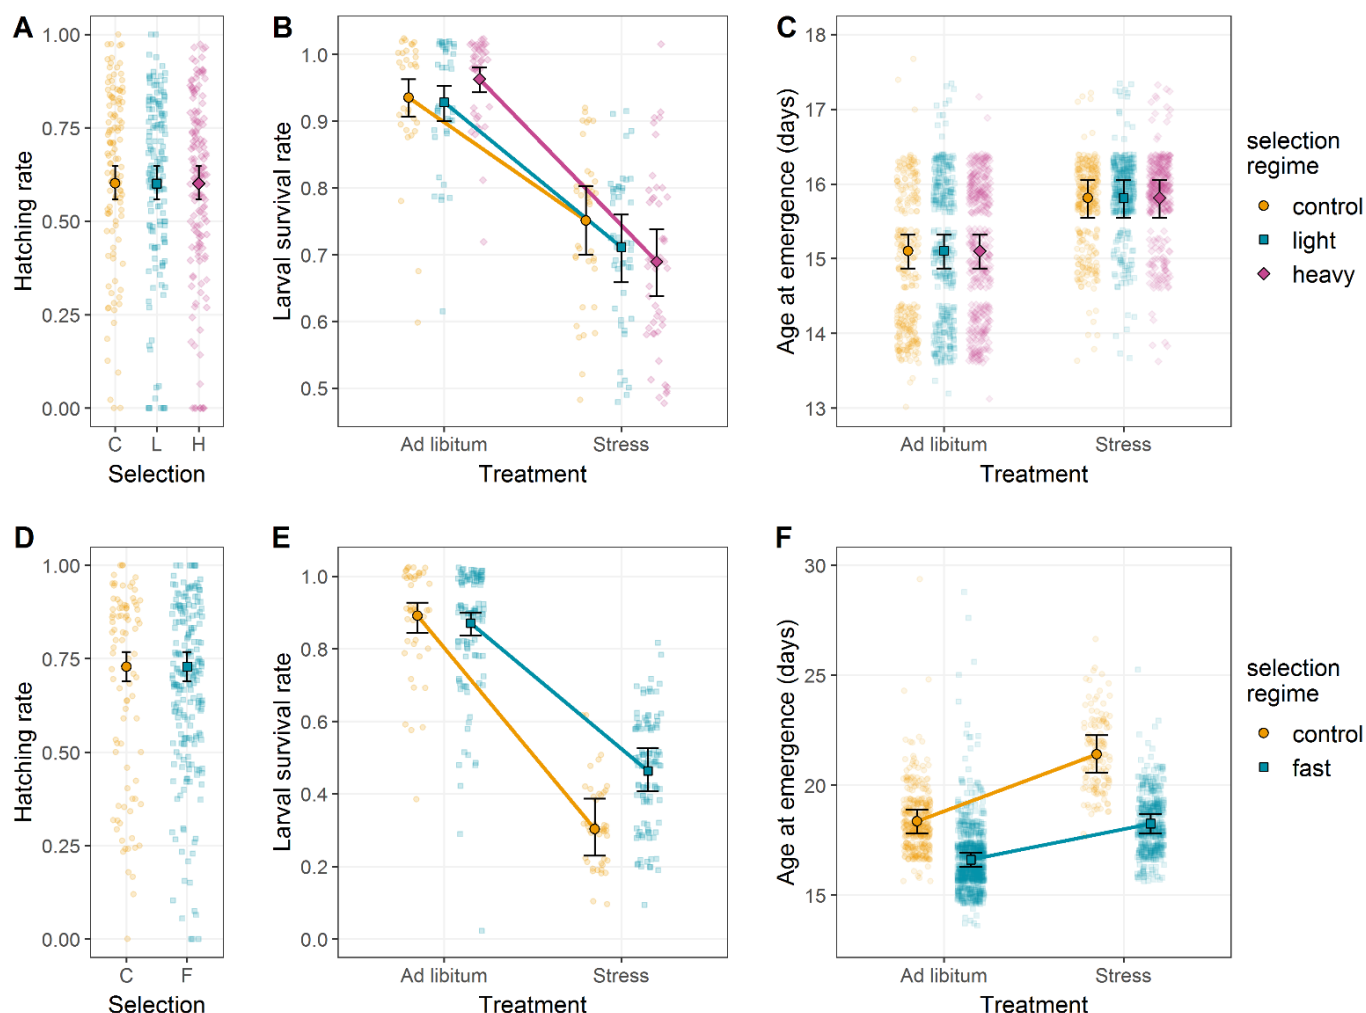 A
Hatching rate
1.00
0.75
0.50
0.25
0.00
C L H
Selection
B
Larval survival rate
1.0
0.9
0.8
0.7
0.6
0.5
Ad libitum Stress
Treatment
C
Age at emergence (days)
18
17
16
15
14
13
Ad libitum Stress
Treatment
selection
regime
control
light
heavy
D
Hatching rate
1.00
0.75
0.50
0.25
0.00
C F
Selection
E
Larval survival rate
1.0
0.8
0.6
0.4
0.2
0.0
Ad libitum Stress
Treatment
F
Age at emergence (days)
30
25
20
15
Ad libitum Stress
Treatment
selection
regime
control
fast